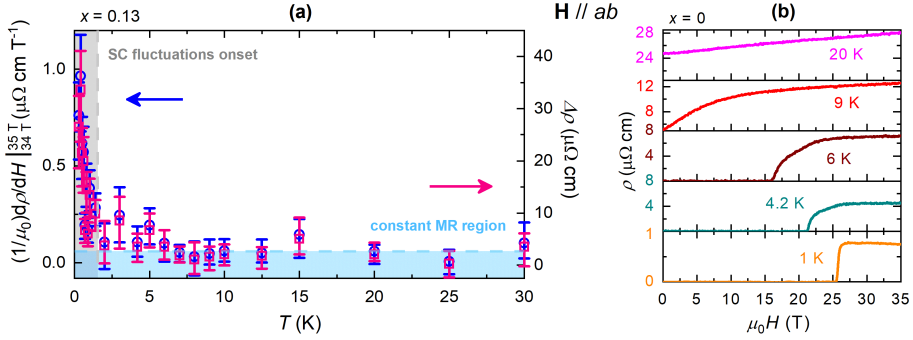 x = 0.13
(a)
H // ab
x = 0
(b)
SC fluctuations onset
constant MR region
(1/μ₀)dρ/dH |³⁵ ᵀ₃₄ ᵀ (μΩ cm T⁻¹)
1.0
0.5
0.0
Δρ (μΩ cm)
40
30
20
10
0
0 5 10 15 20 25 30
T (K)
ρ (μΩ cm)
28
24
20 K
12
8
9 K
4
8
6 K
4
0
4.2 K
1
0
1 K
0 5 10 15 20 25 30 35
μ₀H (T)